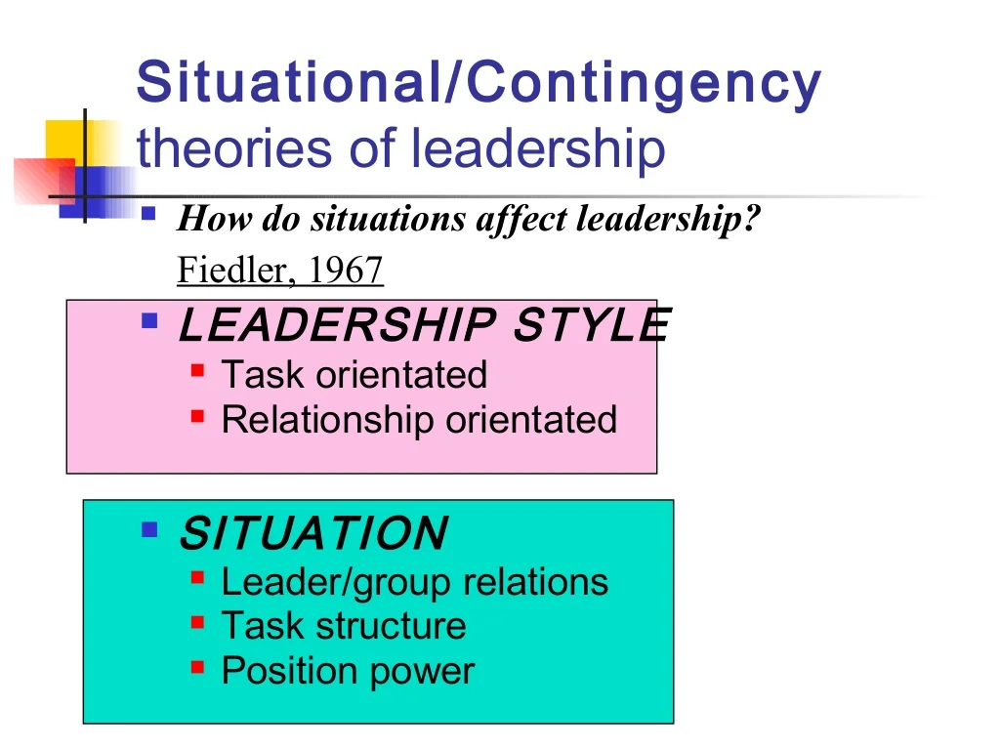 Situational/Contingency
theories of leadership
How do situations affect leadership?
Fiedler, 1967
LEADERSHIP STYLE
Task orientated
Relationship orientated
SITUATION
Leader/group relations
Task structure
Position power